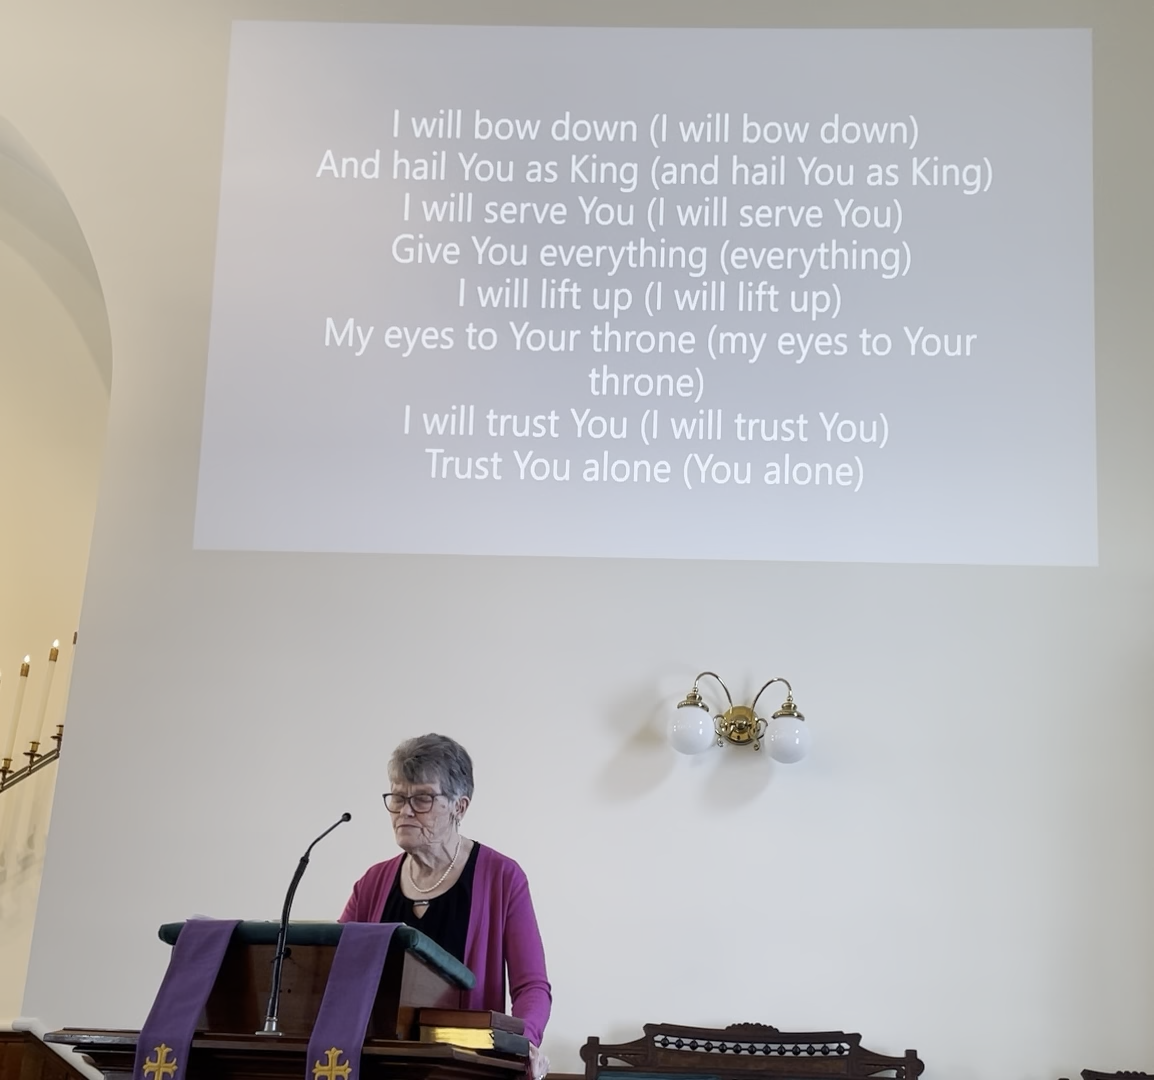 I will bow down (I will bow down)
And hail You as King (and hail You as King)
I will serve You (I will serve You)
Give You everything (everything)
I will lift up (I will lift up)
My eyes to Your throne (my eyes to Your
throne)
I will trust You (I will trust You)
Trust You alone (You alone)